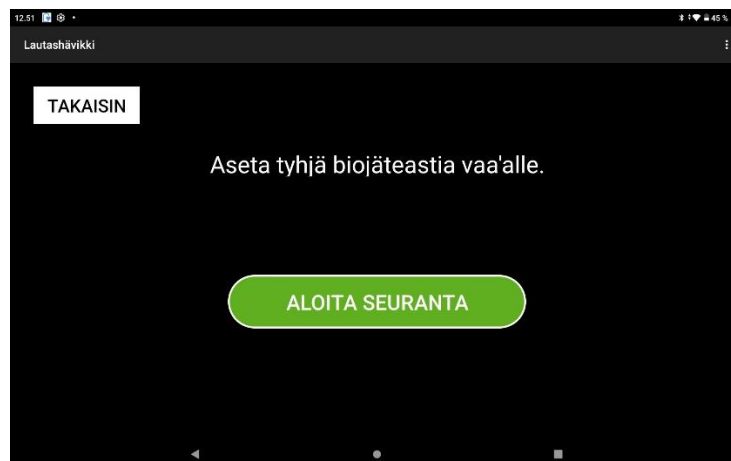 12.51
45 %
Lautashävikki
TAKAISIN
Aseta tyhjä biojäteastia vaa'alle.
ALOITA SEURANTA